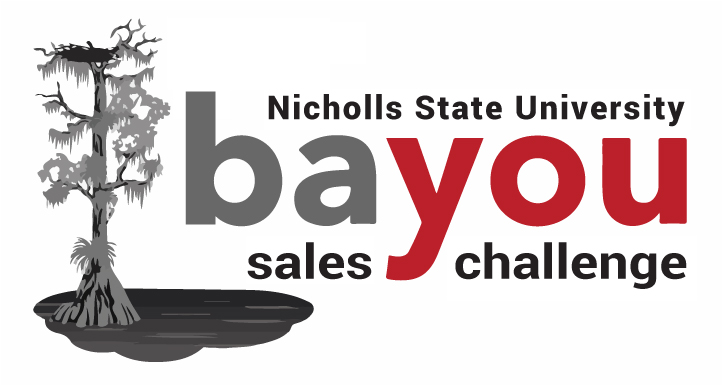 Nicholls State University
bayou
sales challenge